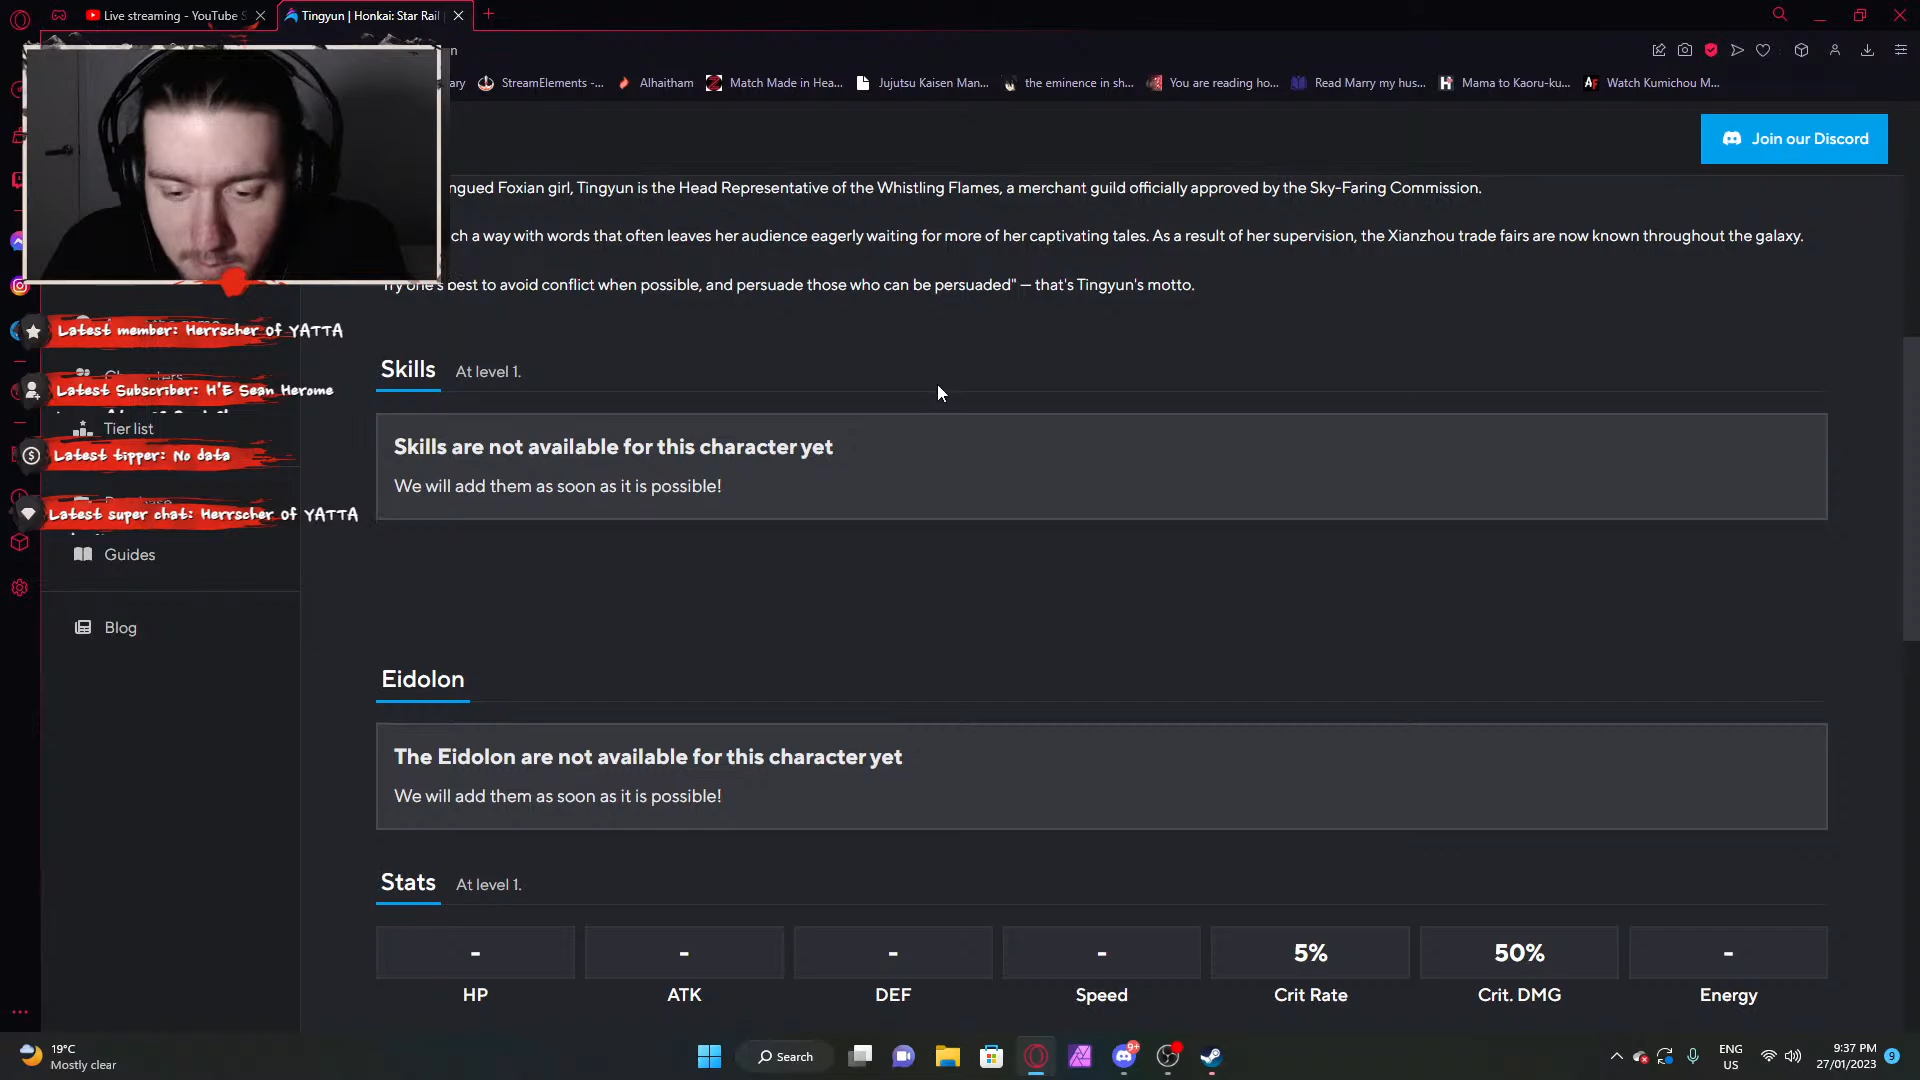 Live streaming - YouTube S
Tingyun | Honkai: Star Rail
n
ary
StreamElements -...
Alhaitham
Match Made in Hea...
Jujutsu Kaisen Man...
the eminence in sh...
You are reading ho...
Read Marry my hus...
Mama to Kaoru-ku...
Watch Kumichou M...
Join our Discord
ngued Foxian girl, Tingyun is the Head Representative of the Whistling Flames, a merchant guild officially approved by the Sky-Faring Commission.
ch a way with words that often leaves her audience eagerly waiting for more of her captivating tales. As a result of her supervision, the Xianzhou trade fairs are now known throughout the galaxy.
Try one's best to avoid conflict when possible, and persuade those who can be persuaded" — that's Tingyun's motto.
Latest member: Herrscher of YATTA
Latest Subscriber: H'E Sean Herome
Tier list
Latest tipper: No data
Latest super chat: Herrscher of YATTA
Guides
Blog
Skills At level 1.
Skills are not available for this character yet
We will add them as soon as it is possible!
Eidolon
The Eidolon are not available for this character yet
We will add them as soon as it is possible!
Stats At level 1.
- - - - 5% 50% -
HP ATK DEF Speed Crit Rate Crit. DMG Energy
19°C
Mostly clear
Search
9+
ENG
US
9:37 PM
27/01/2023
9